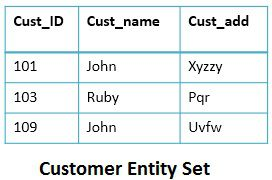 Cust_ID Cust_name Cust_add
101 John Xyzzy
103 Ruby Pqr
109 John Uvfw
Customer Entity Set